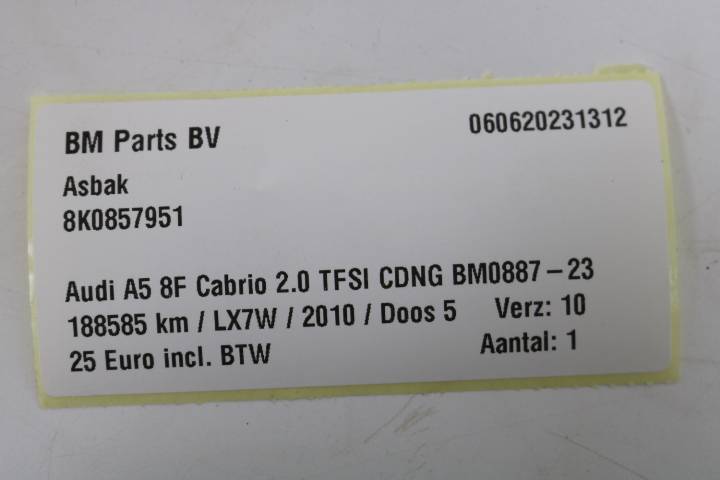 BM Parts BV 060620231312
Asbak
8K0857951
Audi A5 8F Cabrio 2.0 TFSI CDNG BM0887-23
188585 km / LX7W / 2010 / Doos 5 Verz: 10
25 Euro incl. BTW Aantal: 1